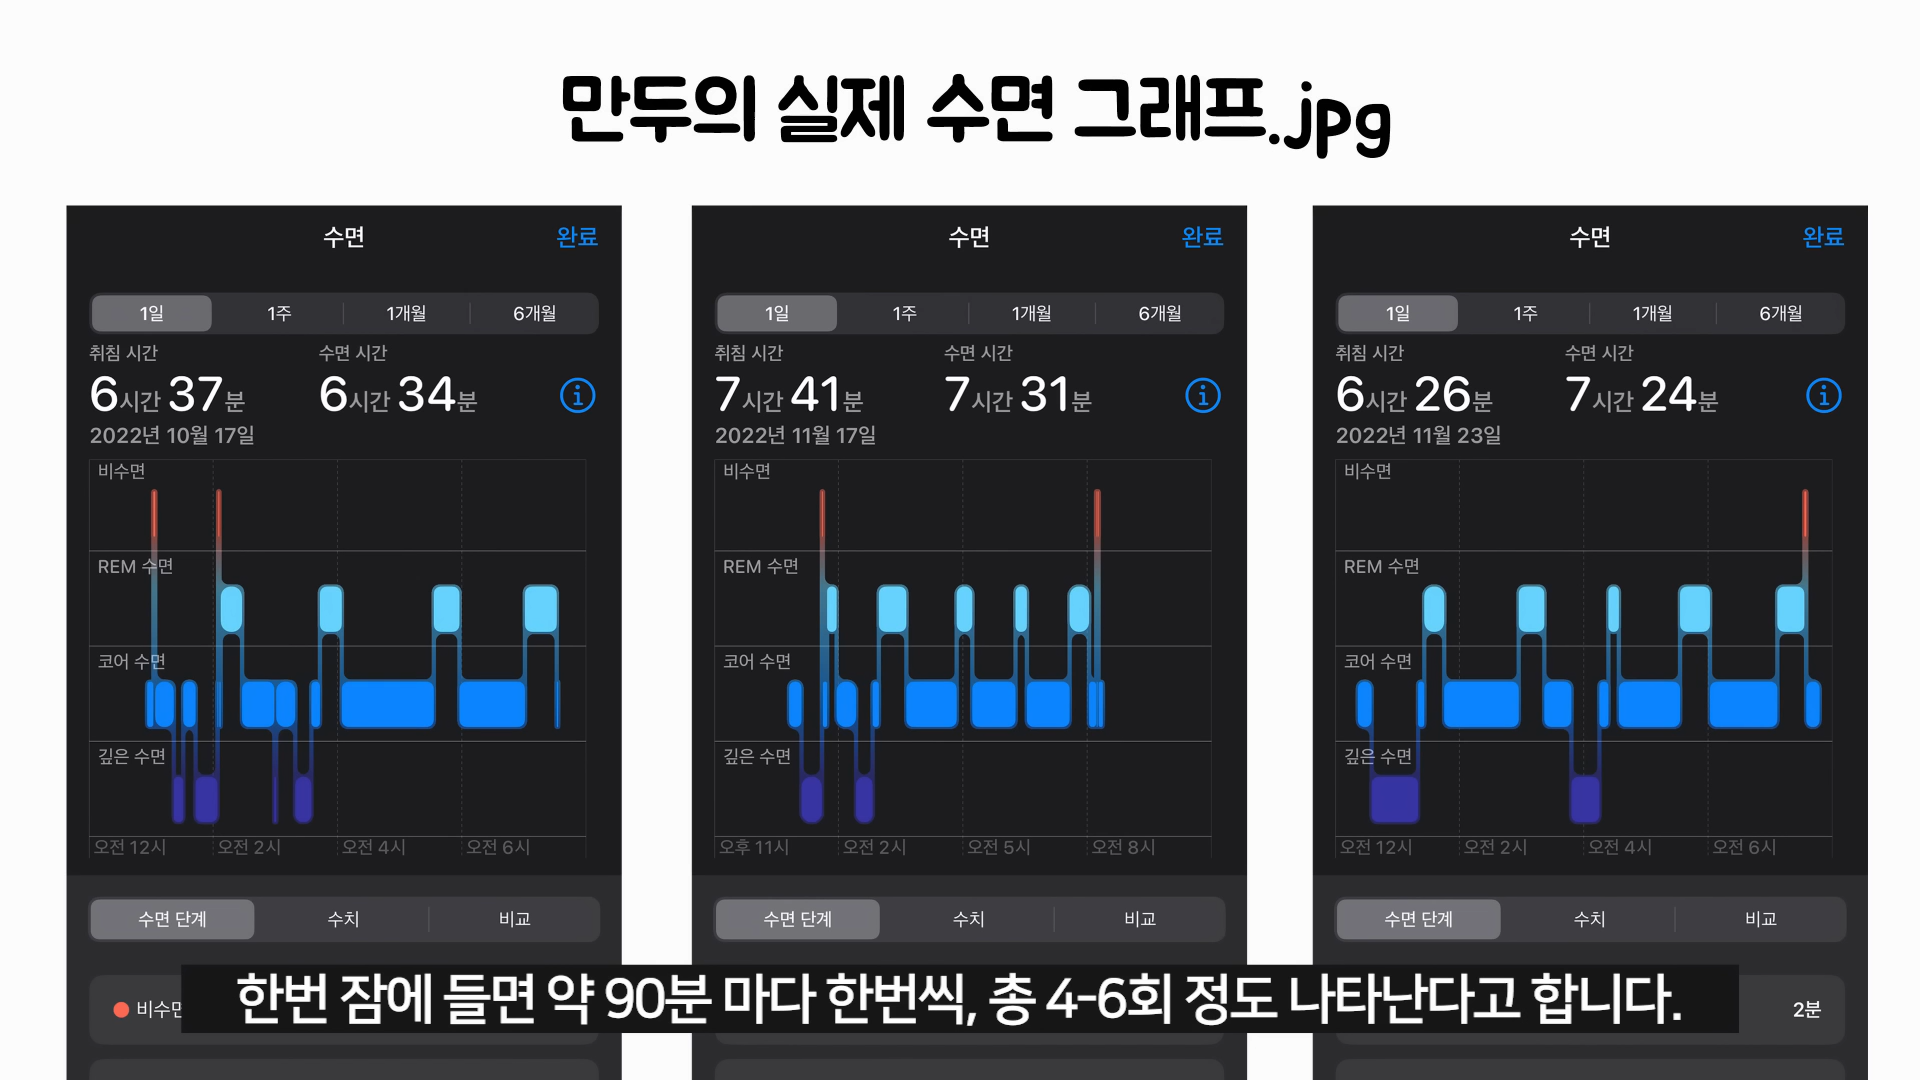 만두의 실제 수면 그래프.jpg
수면 완료
1일 1주 1개월 6개월
취침 시간 수면 시간
6시간 37분 6시간 34분
2022년 10월 17일
비수면
REM 수면
코어 수면
깊은 수면
오전 12시 오전 2시 오전 4시 오전 6시
수면 단계 수치 비교
비수면
수면 완료
1일 1주 1개월 6개월
취침 시간 수면 시간
7시간 41분 7시간 31분
2022년 11월 17일
비수면
REM 수면
코어 수면
깊은 수면
오후 11시 오전 2시 오전 5시 오전 8시
수면 단계 수치 비교
수면 완료
1일 1주 1개월 6개월
취침 시간 수면 시간
6시간 26분 7시간 24분
2022년 11월 23일
비수면
REM 수면
코어 수면
깊은 수면
오전 12시 오전 2시 오전 4시 오전 6시
수면 단계 수치 비교
2분
한번 잠에 들면 약 90분 마다 한번씩, 총 4-6회 정도 나타난다고 합니다.